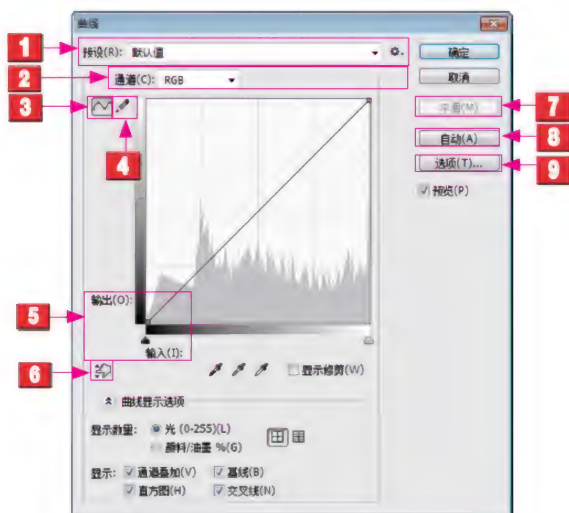 曲线
1
预设(R): 默认值
确定
2
通道(C): RGB
取消
3
4
平滑(M)
7
自动(A)
8
选项(T)...
9
预览(P)
输出(O):
5
输入(I):
6
显示修剪(W)
曲线显示选项
显示数量: 光 (0-255)(L)
颜料/油墨 %(G)
显示: 通道叠加(V) 基线(B)
直方图(H) 交叉线(N)